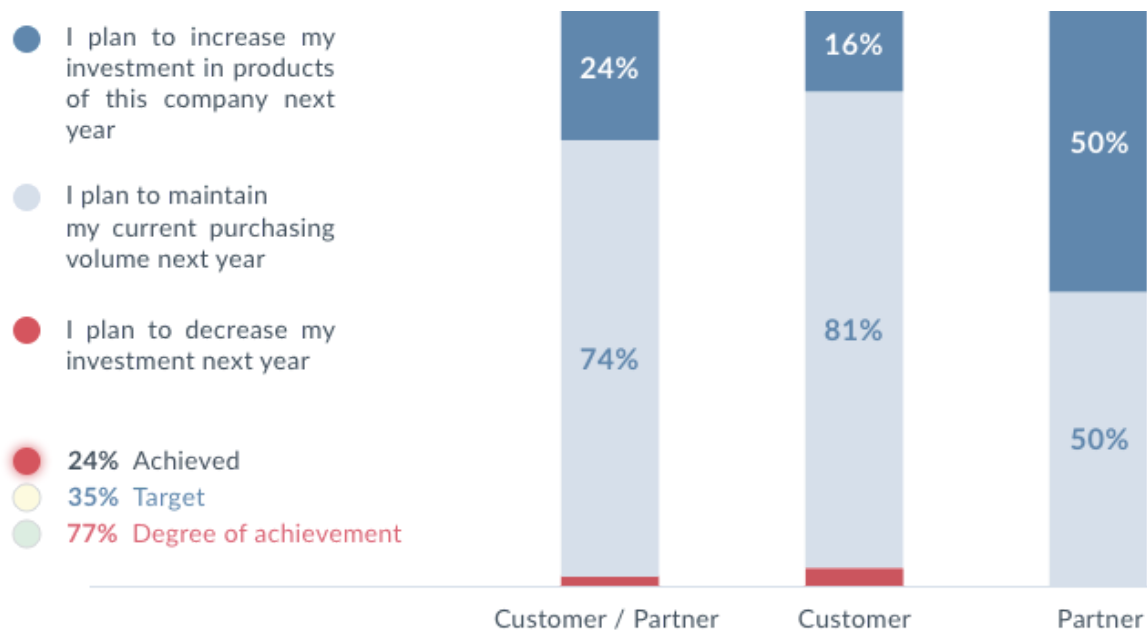 I plan to increase my
investment in products
of this company next
year
I plan to maintain
my current purchasing
volume next year
I plan to decrease my
investment next year
24% Achieved
35% Target
77% Degree of achievement
24%
16%
50%
74%
81%
50%
Customer / Partner
Customer
Partner